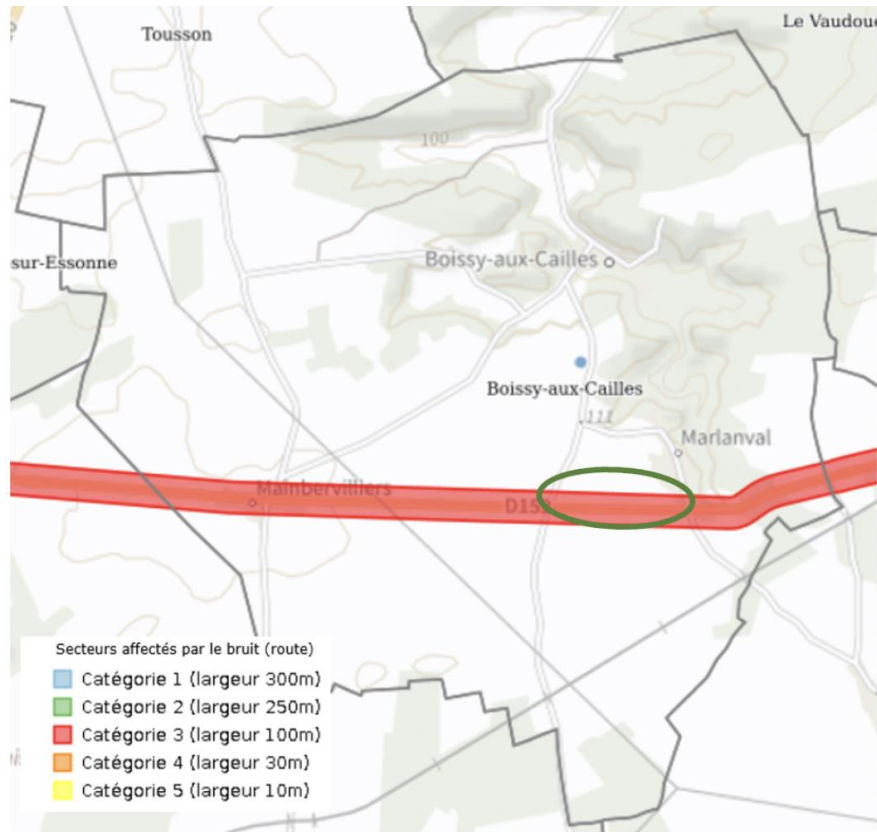 Tousson
Le Vaudoue
100
sur-Essonne
Boissy-aux-Cailles
Boissy-aux-Cailles
111
Marlanval
Mainbervilliers
D152
Secteurs affectés par le bruit (route)
Catégorie 1 (largeur 300m)
Catégorie 2 (largeur 250m)
Catégorie 3 (largeur 100m)
Catégorie 4 (largeur 30m)
Catégorie 5 (largeur 10m)